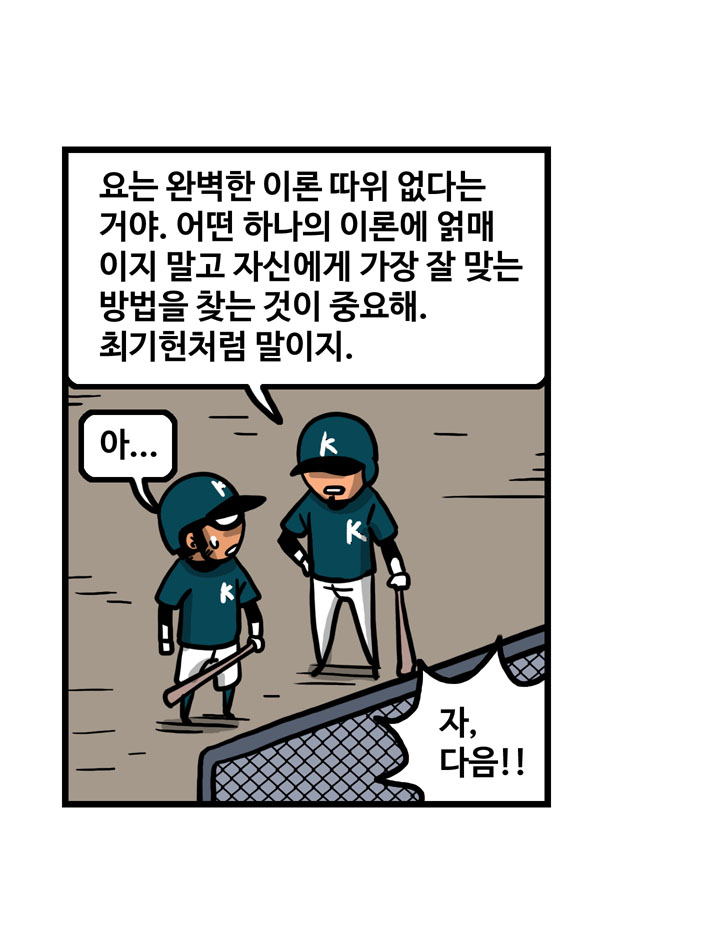 요는 완벽한 이론 따위 없다는
거야. 어떤 하나의 이론에 얽매
이지 말고 자신에게 가장 잘 맞는
방법을 찾는 것이 중요해.
최기헌처럼 말이지.
아...
K
K
K
K
자,
다음!!